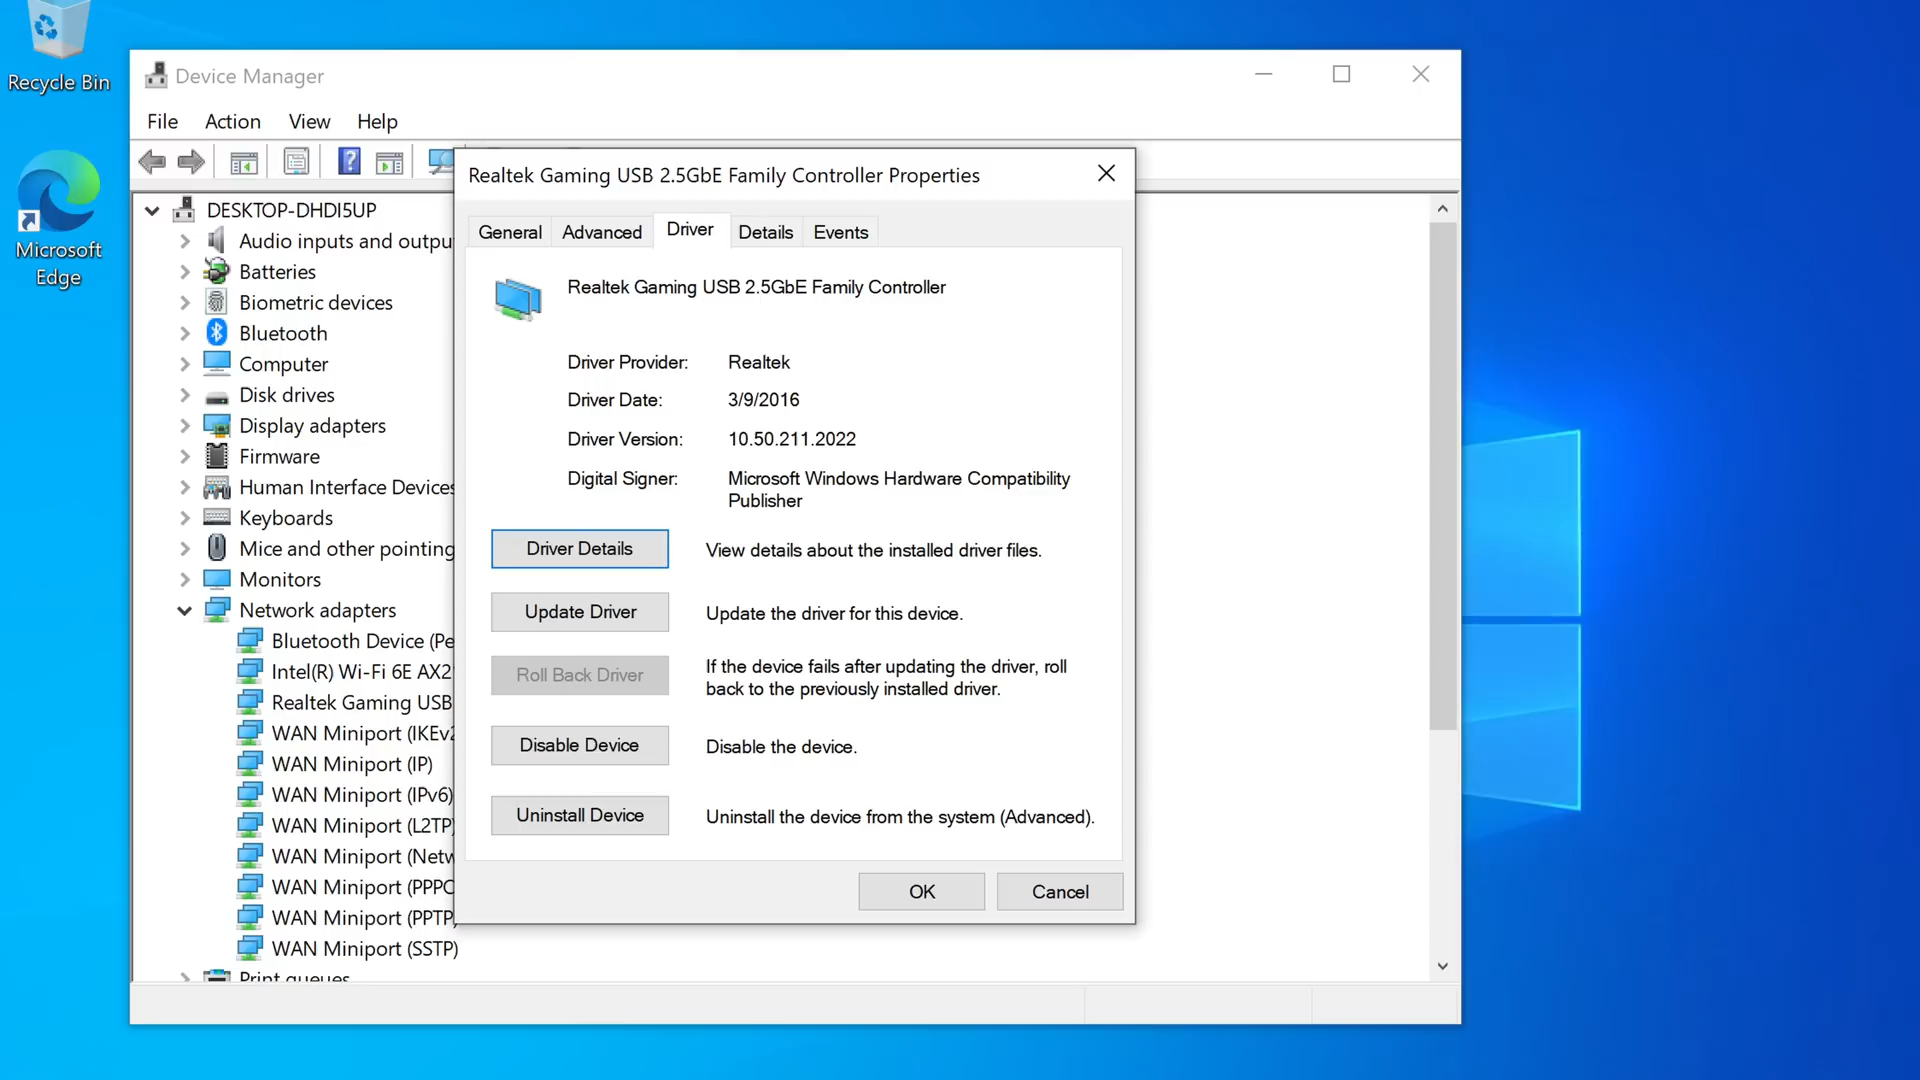 Recycle Bin
Microsoft
Edge
Device Manager
File Action View Help
DESKTOP-DHDI5UP
Audio inputs and outpu
Batteries
Biometric devices
Bluetooth
Computer
Disk drives
Display adapters
Firmware
Human Interface Devices
Keyboards
Mice and other pointing
Monitors
Network adapters
Bluetooth Device (Pe
Intel(R) Wi-Fi 6E AX2
Realtek Gaming USB
WAN Miniport (IKEv2
WAN Miniport (IP)
WAN Miniport (IPv6)
WAN Miniport (L2TP)
WAN Miniport (Netw
WAN Miniport (PPPO
WAN Miniport (PPTP)
WAN Miniport (SSTP)
Print queues
Realtek Gaming USB 2.5GbE Family Controller Properties
General Advanced Driver Details Events
Realtek Gaming USB 2.5GbE Family Controller
Driver Provider: Realtek
Driver Date: 3/9/2016
Driver Version: 10.50.211.2022
Digital Signer: Microsoft Windows Hardware Compatibility
Publisher
Driver Details View details about the installed driver files.
Update Driver Update the driver for this device.
Roll Back Driver If the device fails after updating the driver, roll
back to the previously installed driver.
Disable Device Disable the device.
Uninstall Device Uninstall the device from the system (Advanced).
OK Cancel